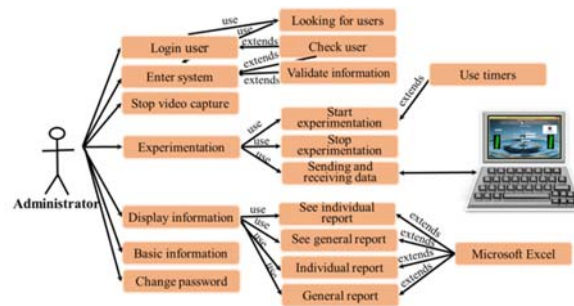 use
Looking for users
use
Login user
extends
Check user
extends
Enter system
extends
Validate information
Use timers
Stop video capture
extends
Start
experimentation
use
Experimentation
use
Stop
experimentation
use
Sending and
receiving data
Administrator
Display information
use
See individual
report
extends
use
See general report
extends
Basic information
use
Individual report
extends
Microsoft Excel
Change password
use
General report
extends